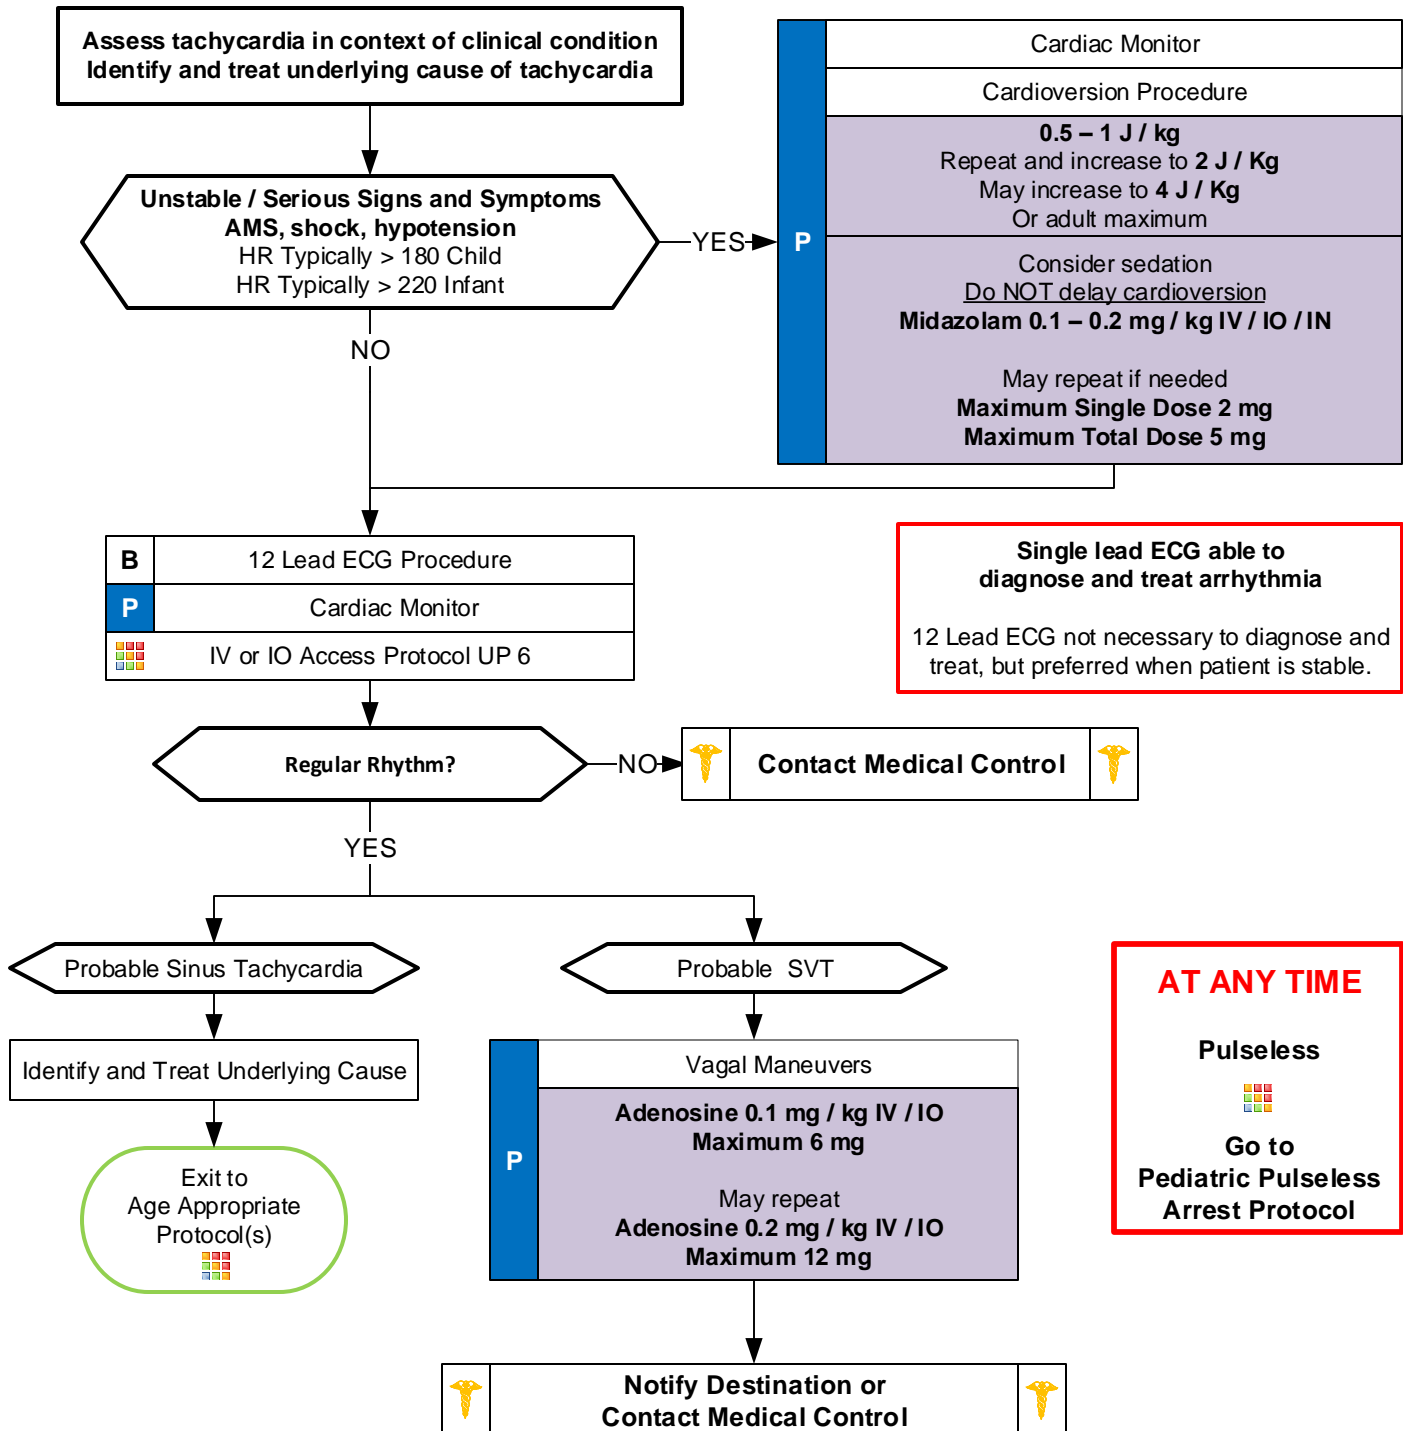 Assess tachycardia in context of clinical condition
Identify and treat underlying cause of tachycardia
Unstable / Serious Signs and Symptoms
AMS, shock, hypotension
HR Typically > 180 Child
HR Typically > 220 Infant
YES
NO
P
Cardiac Monitor
Cardioversion Procedure
0.5 – 1 J / kg
Repeat and increase to 2 J / Kg
May increase to 4 J / Kg
Or adult maximum
Consider sedation
Do NOT delay cardioversion
Midazolam 0.1 – 0.2 mg / kg IV / IO / IN
May repeat if needed
Maximum Single Dose 2 mg
Maximum Total Dose 5 mg
B
12 Lead ECG Procedure
P
Cardiac Monitor
IV or IO Access Protocol UP 6
Single lead ECG able to
diagnose and treat arrhythmia
12 Lead ECG not necessary to diagnose and
treat, but preferred when patient is stable.
Regular Rhythm?
NO
Contact Medical Control
YES
Probable Sinus Tachycardia
Identify and Treat Underlying Cause
Exit to
Age Appropriate
Protocol(s)
Probable SVT
P
Vagal Maneuvers
Adenosine 0.1 mg / kg IV / IO
Maximum 6 mg
May repeat
Adenosine 0.2 mg / kg IV / IO
Maximum 12 mg
Notify Destination or
Contact Medical Control
AT ANY TIME
Pulseless
Go to
Pediatric Pulseless
Arrest Protocol